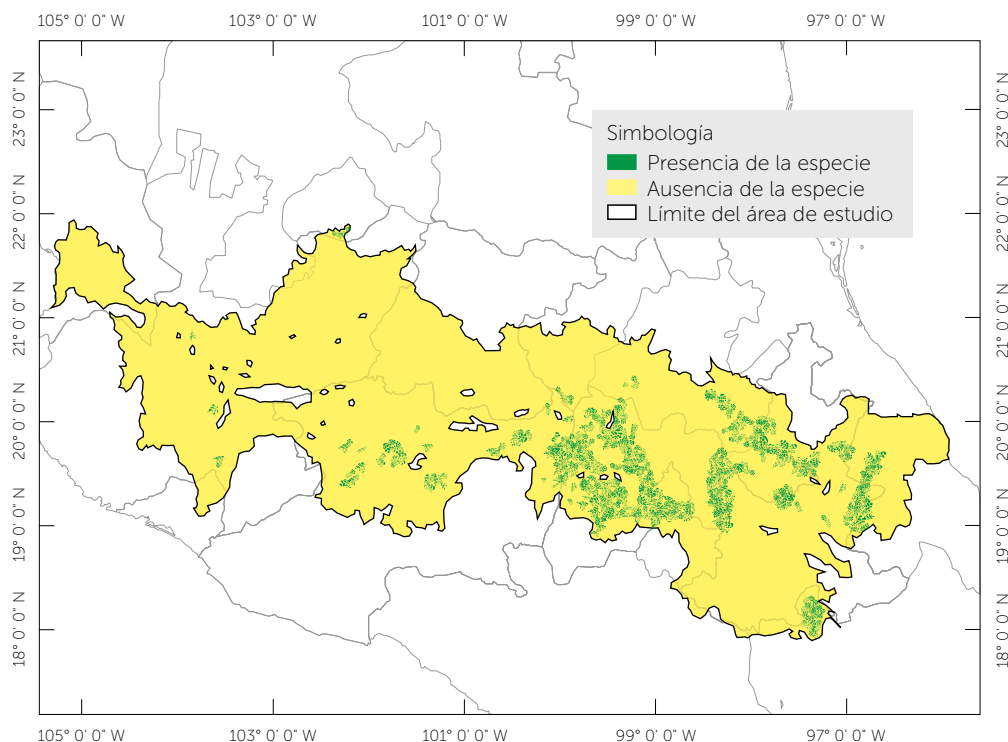 105° 0' 0" W 103° 0' 0" W 101° 0' 0" W 99° 0' 0" W 97° 0' 0" W
23° 0' 0" N
22° 0' 0" N
21° 0' 0" N
20° 0' 0" N
19° 0' 0" N
18° 0' 0" N
Simbología
Presencia de la especie
Ausencia de la especie
Límite del área de estudio
23° 0' 0" N
22° 0' 0" N
21° 0' 0" N
20° 0' 0" N
19° 0' 0" N
18° 0' 0" N
105° 0' 0" W 103° 0' 0" W 101° 0' 0" W 99° 0' 0" W 97° 0' 0" W